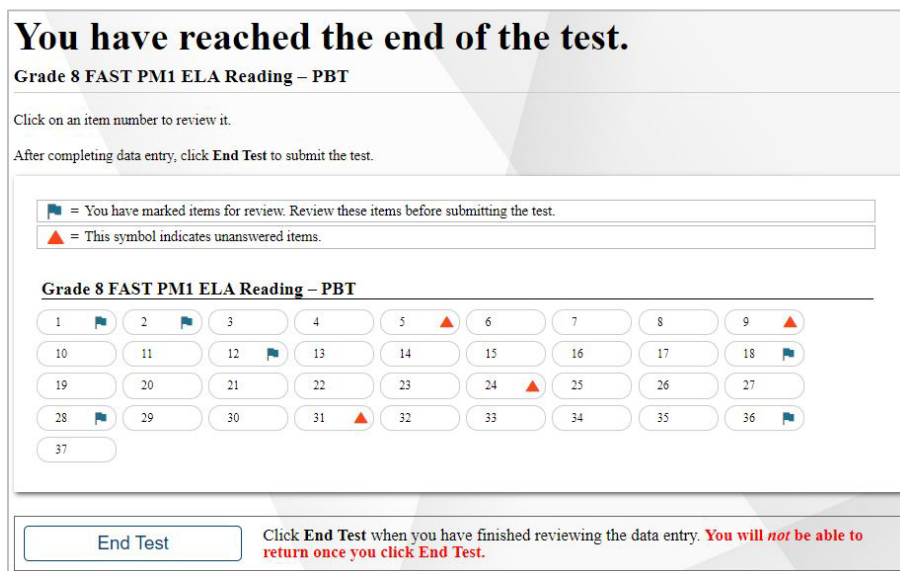 You have reached the end of the test.
Grade 8 FAST PM1 ELA Reading – PBT
Click on an item number to review it.
After completing data entry, click End Test to submit the test.
= You have marked items for review. Review these items before submitting the test.
= This symbol indicates unanswered items.
Grade 8 FAST PM1 ELA Reading – PBT
1 2 3 4 5 6 7 8 9
10 11 12 13 14 15 16 17 18
19 20 21 22 23 24 25 26 27
28 29 30 31 32 33 34 35 36
37
End Test
Click End Test when you have finished reviewing the data entry. You will not be able to
return once you click End Test.